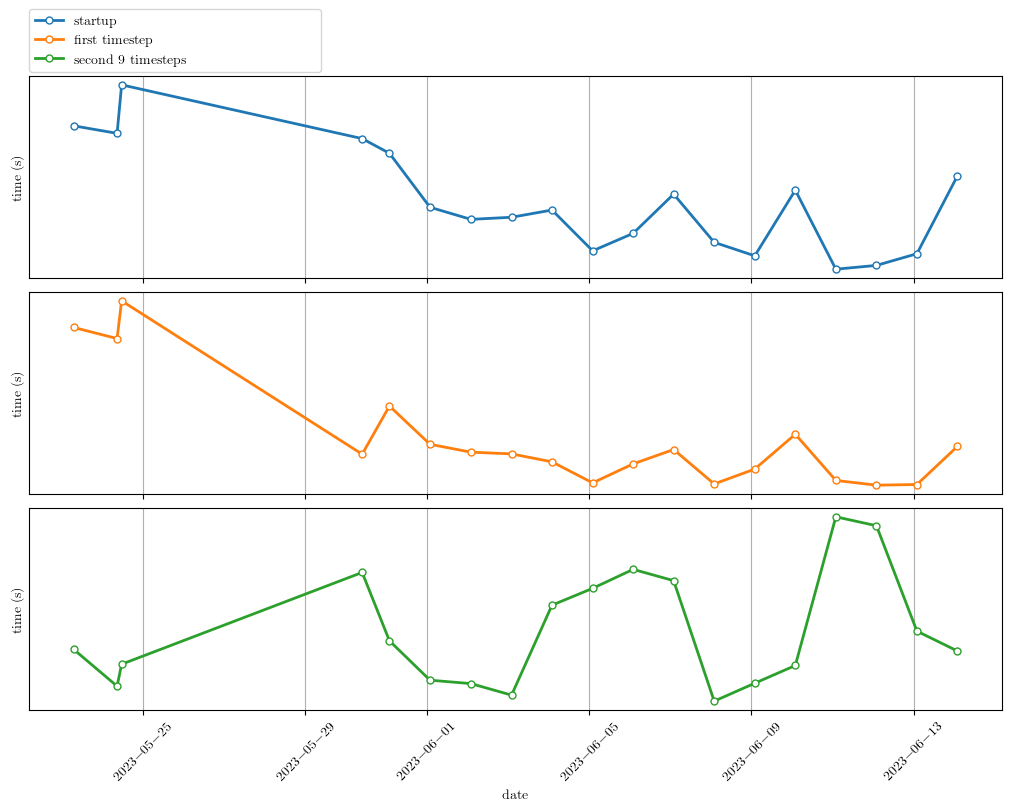 startup
first timestep
second 9 timesteps
time (s)
time (s)
time (s)
2023−05−25
2023−05−29
2023−06−01
2023−06−05
2023−06−09
2023−06−13
date